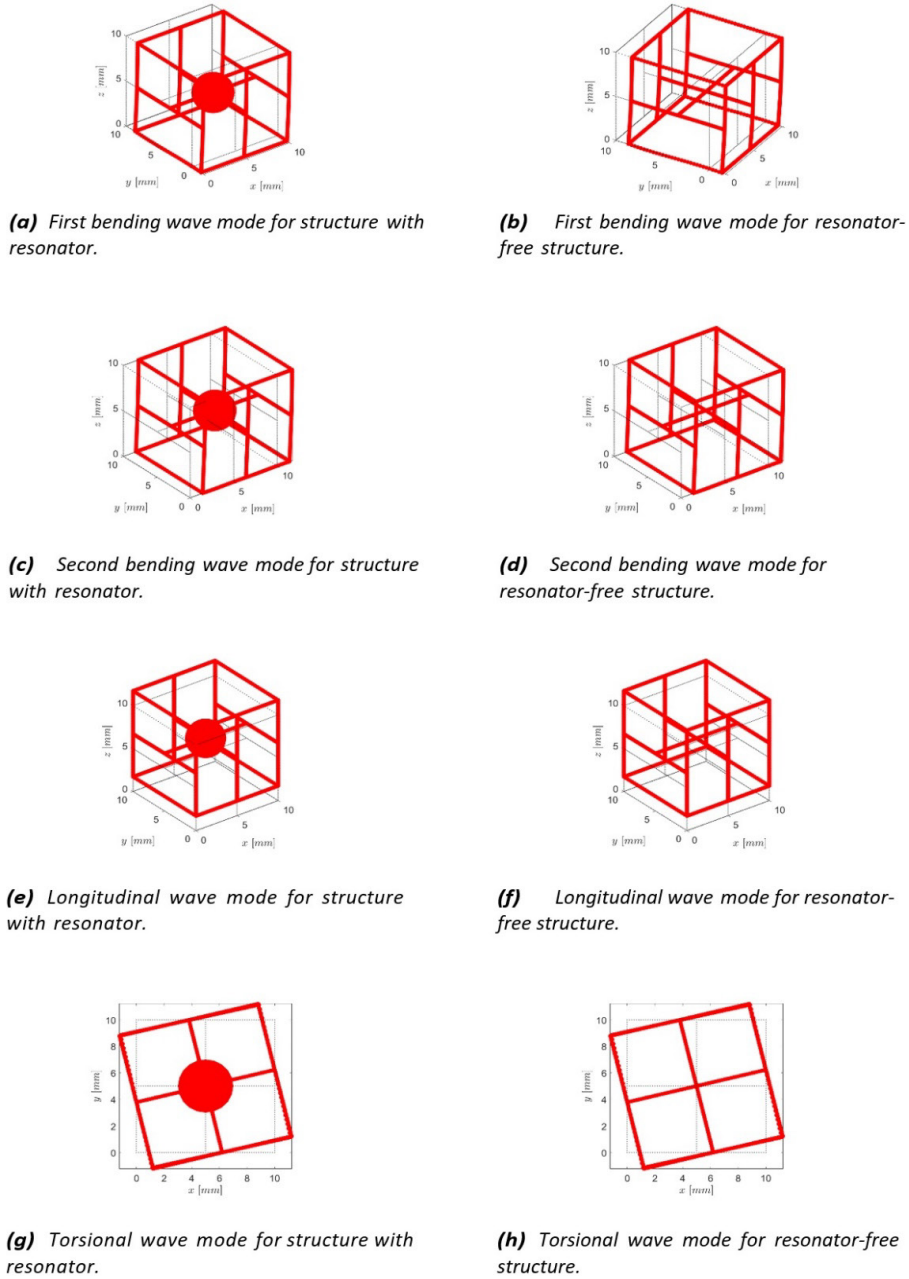 10
5
0
z [mm]
10
5
0
y [mm]
0
5
10
x [mm]
10
5
0
z [mm]
10
5
0
y [mm]
0
5
10
x [mm]
(a) First bending wave mode for structure with
resonator.
(b) First bending wave mode for resonator-
free structure.
10
5
0
z [mm]
10
5
0
y [mm]
0
5
10
x [mm]
10
5
0
z [mm]
10
5
0
y [mm]
0
5
10
x [mm]
(c) Second bending wave mode for structure
with resonator.
(d) Second bending wave mode for
resonator-free structure.
10
5
0
z [mm]
10
5
0
y [mm]
0
5
10
x [mm]
10
5
0
z [mm]
10
5
0
y [mm]
0
5
10
x [mm]
(e) Longitudinal wave mode for structure
with resonator.
(f) Longitudinal wave mode for resonator-
free structure.
10
8
6
4
2
0
y [mm]
0 2 4 6 8 10
x [mm]
10
8
6
4
2
0
y [mm]
0 2 4 6 8 10
x [mm]
(g) Torsional wave mode for structure with
resonator.
(h) Torsional wave mode for resonator-free
structure.